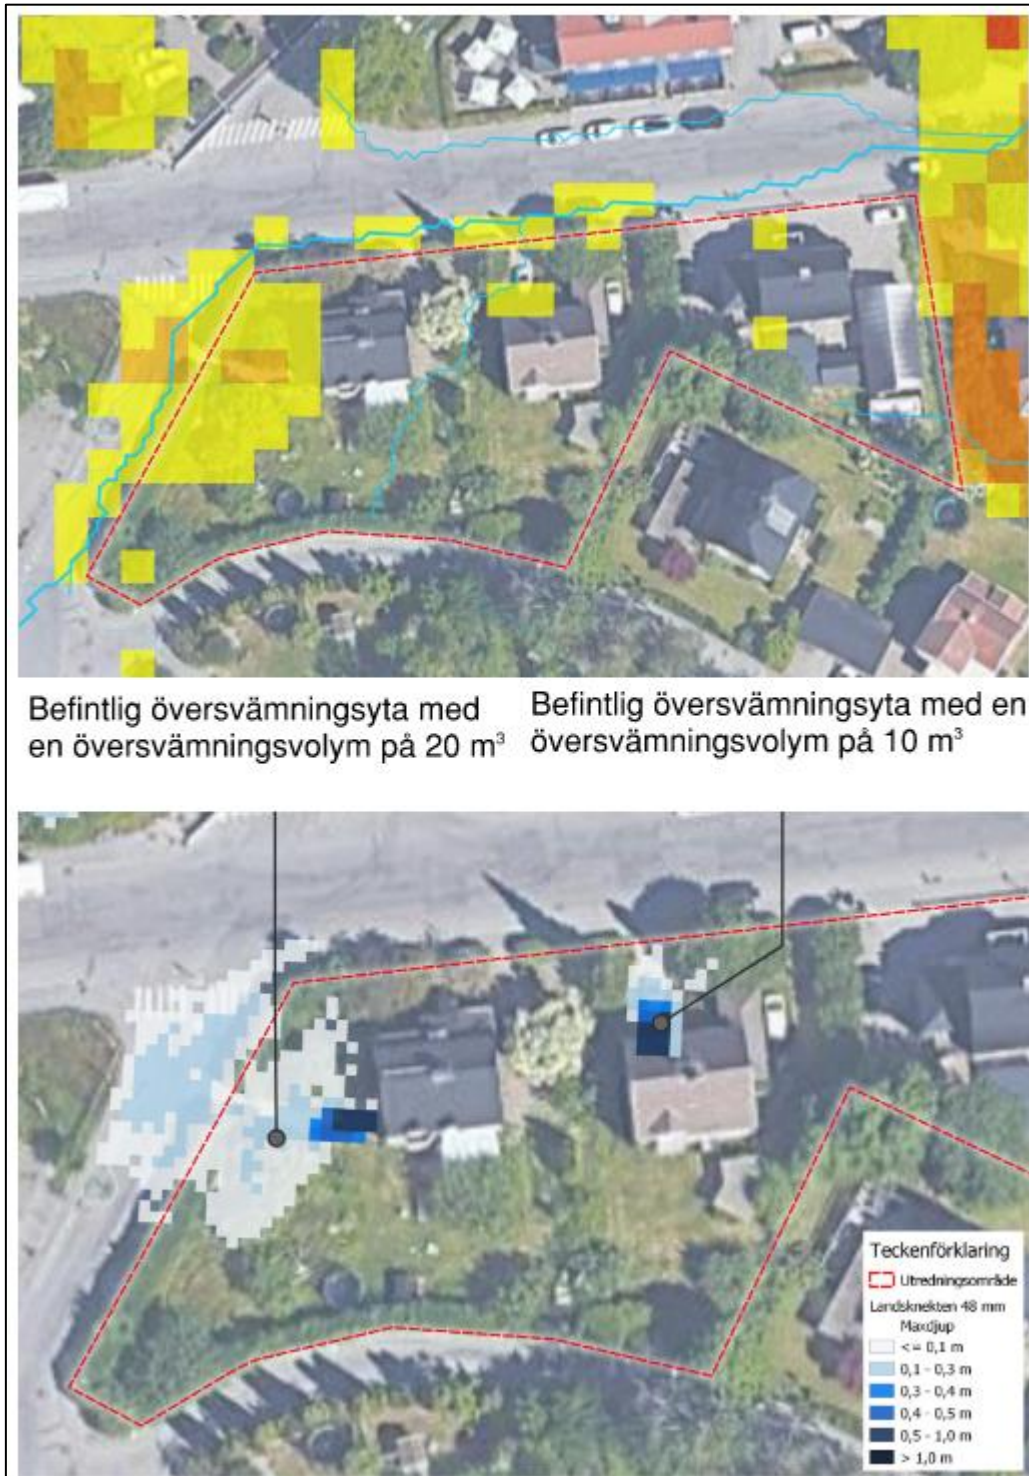 Befintlig översvämningsyta med
en översvämningsvolym på 20 m³
Befintlig översvämningsyta med en
översvämningsvolym på 10 m³
Teckenförklaring
Utredningsområde
Landsknekten 48 mm
Maxdjup
<= 0,1 m
0,1 - 0,3 m
0,3 - 0,4 m
0,4 - 0,5 m
0,5 - 1,0 m
> 1,0 m